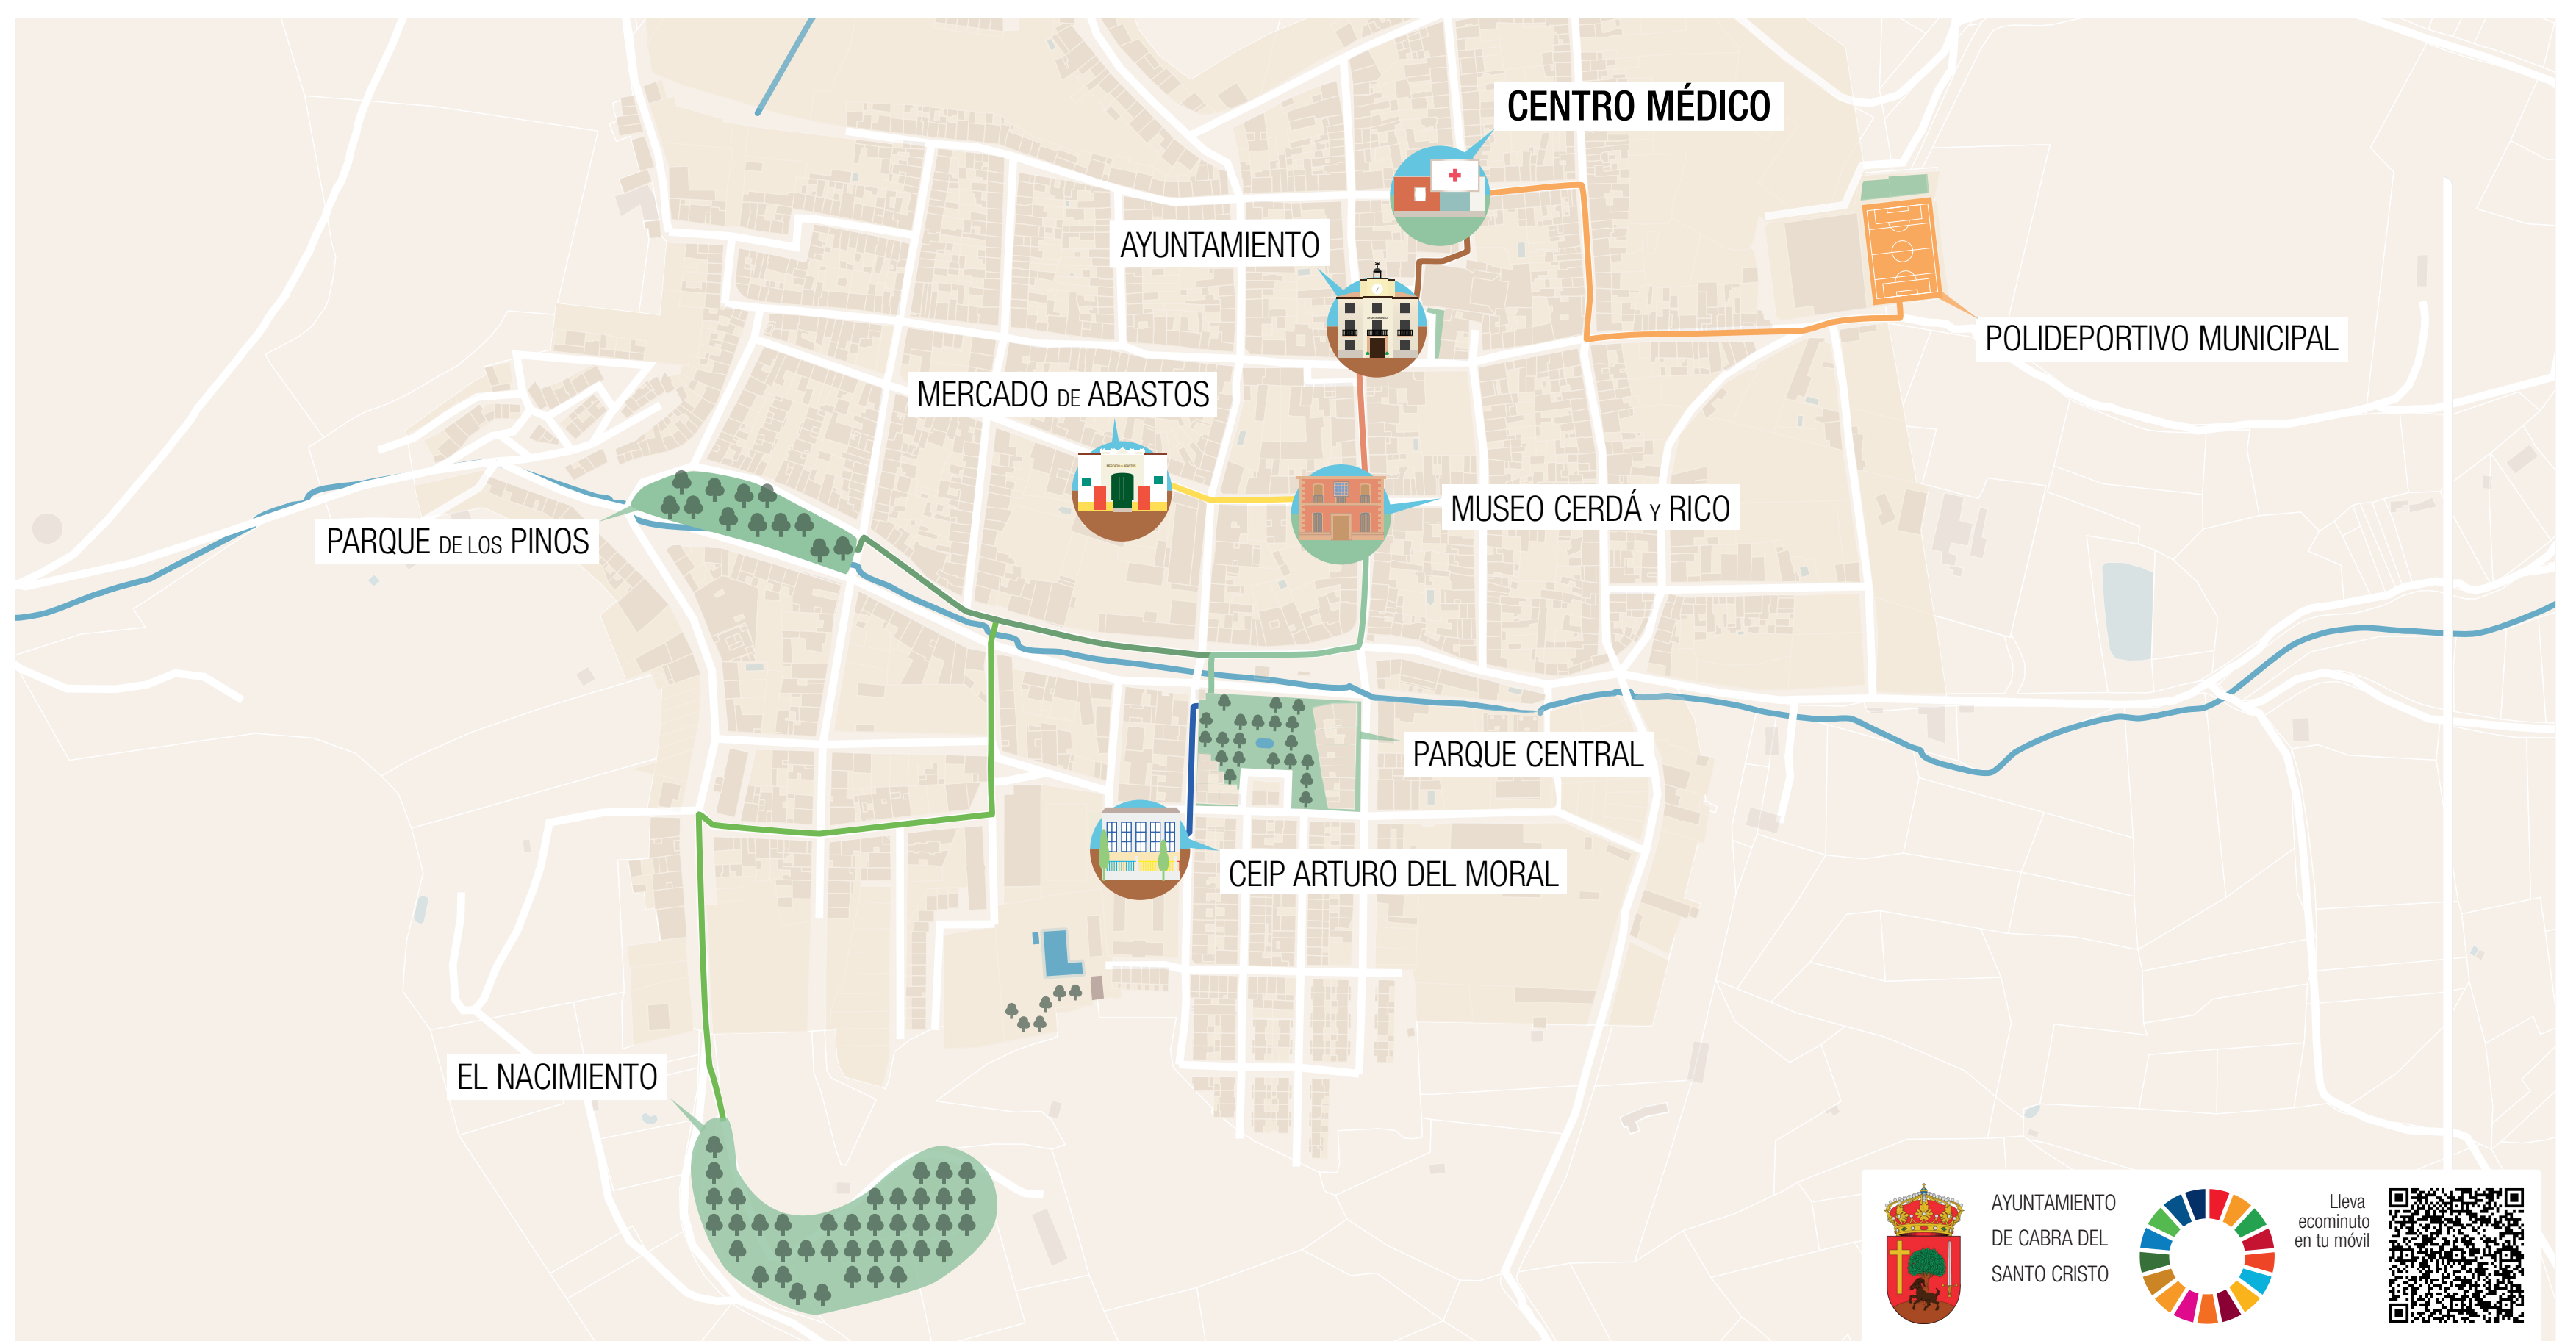 CENTRO MÉDICO
AYUNTAMIENTO
POLIDEPORTIVO MUNICIPAL
MERCADO DE ABASTOS
MUSEO CERDÁ Y RICO
PARQUE DE LOS PINOS
PARQUE CENTRAL
CEIP ARTURO DEL MORAL
EL NACIMIENTO
AYUNTAMIENTO
DE CABRA DEL
SANTO CRISTO
Lleva
ecominuto
en tu móvil